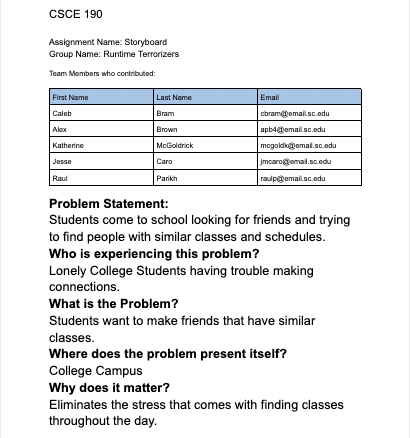 CSCE 190
Assignment Name: Storyboard
Group Name: Runtime Terrorizers
Team Members who contributed:
First Name Last Name Email
Caleb Bram cbram@email.sc.edu
Alex Brown apb4@email.sc.edu
Katherine McGoldrick mcgoldk@email.sc.edu
Jesse Caro jmcaro@email.sc.edu
Raul Parikh raulp@email.sc.edu
Problem Statement:
Students come to school looking for friends and trying
to find people with similar classes and schedules.
Who is experiencing this problem?
Lonely College Students having trouble making
connections.
What is the Problem?
Students want to make friends that have similar
classes.
Where does the problem present itself?
College Campus
Why does it matter?
Eliminates the stress that comes with finding classes
throughout the day.